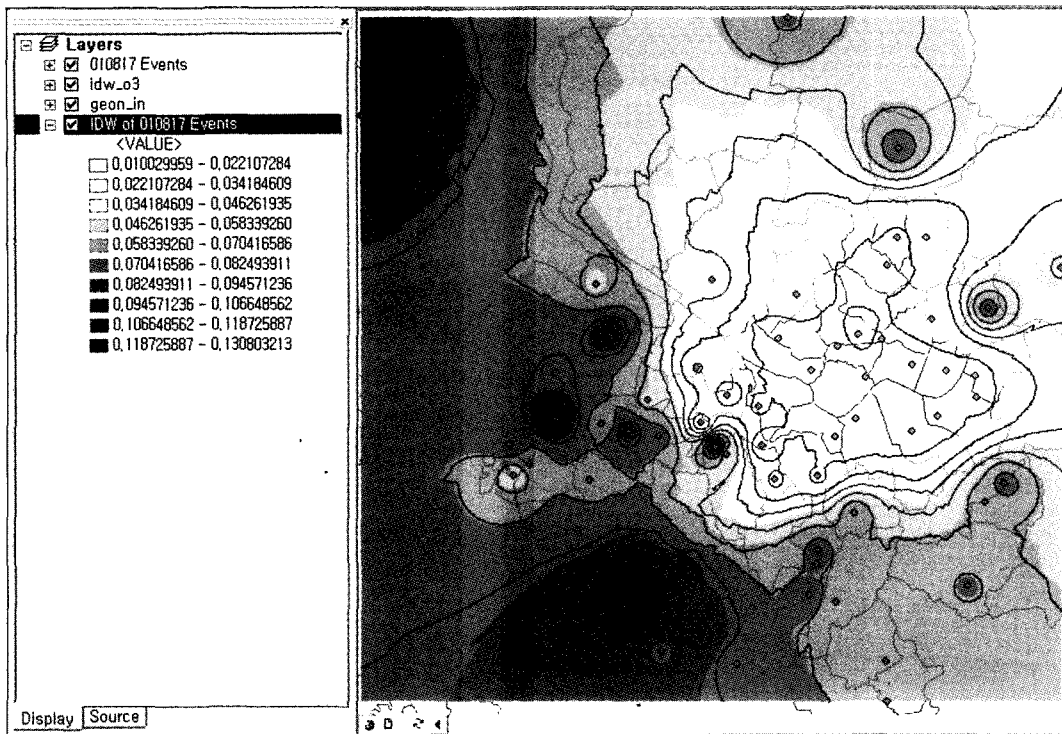 Layers
010817 Events
idw_o3
geon_in
IDW of 010817 Events
<VALUE>
0,010029959 - 0,022107284
0,022107284 - 0,034184609
0,034184609 - 0,046261935
0,046261935 - 0,058339260
0,058339260 - 0,070416586
0,070416586 - 0,082493911
0,082493911 - 0,094571236
0,094571236 - 0,106648562
0,106648562 - 0,118725887
0,118725887 - 0,130803213
Display Source